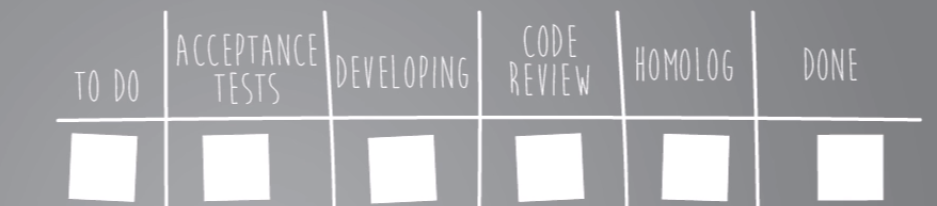 TO DO
ACCEPTANCE
TESTS
DEVELOPING
CODE
REVIEW
HOMOLOG
DONE